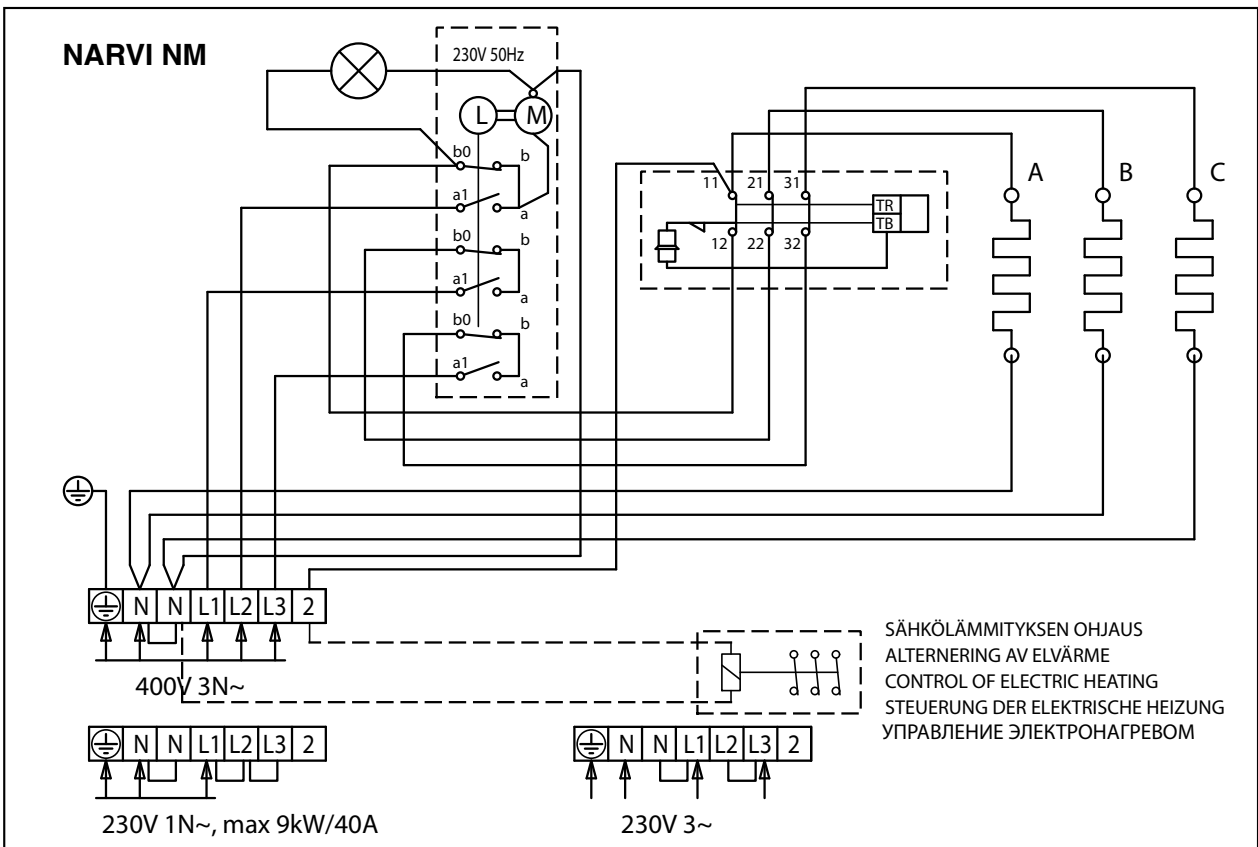 NARVI NM
230V 50Hz
L M
b0 b
a1 a
b0 b
a1 a
b0 b
a1 a
11 21 31
TR
TB
12 22 32
A B C
N N L1 L2 L3 2
400V 3N~
SÄHKÖLÄMMITYKSEN OHJAUS
ALTERNERING AV ELVÄRME
CONTROL OF ELECTRIC HEATING
STEUERUNG DER ELEKTRISCHE HEIZUNG
УПРАВЛЕНИЕ ЭЛЕКТРОНАГРЕВОМ
N N L1 L2 L3 2
230V 1N~, max 9kW/40A
N N L1 L2 L3 2
230V 3~